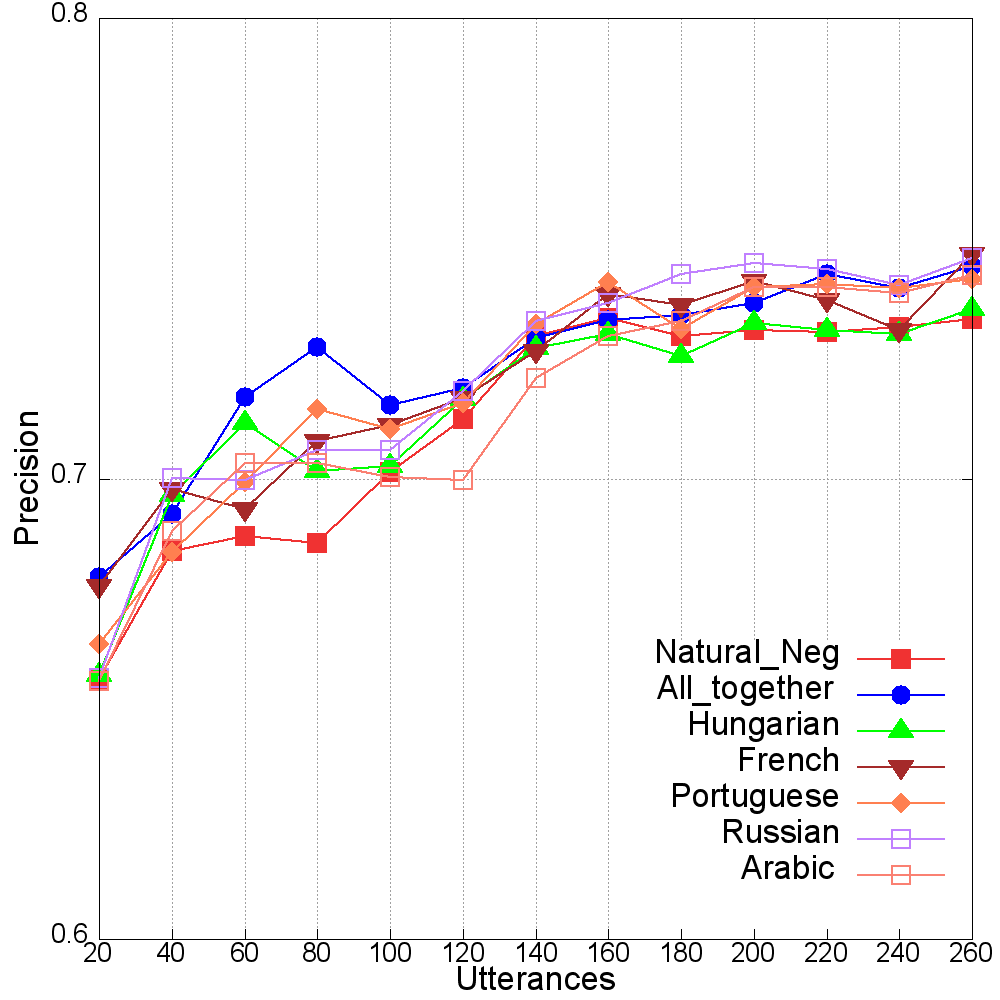 0.8
0.7
0.6
Precision
Natural_Neg
All_together
Hungarian
French
Portuguese
Russian
Arabic
20 40 60 80 100 120 140 160 180 200 220 240 260
Utterances